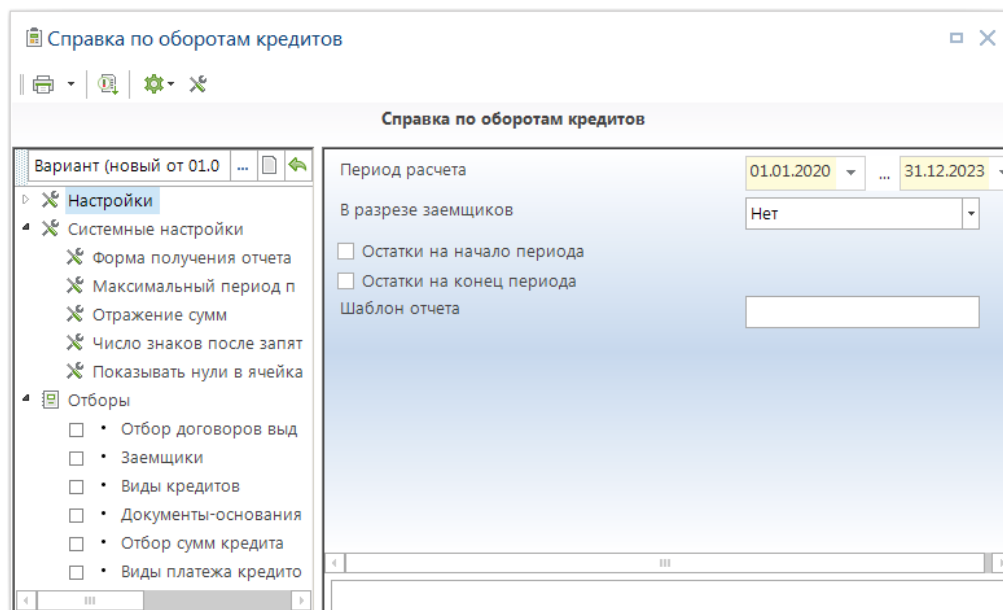 Справка по оборотам кредитов
Справка по оборотам кредитов
Вариант (новый от 01.0 ...
Настройки
Системные настройки
Форма получения отчета
Максимальный период п
Отражение сумм
Число знаков после запят
Показывать нули в ячейка
Отборы
Отбор договоров выд
Заемщики
Виды кредитов
Документы-основания
Отбор сумм кредита
Виды платежа кредито
Период расчета 01.01.2020 ... 31.12.2023
В разрезе заемщиков Нет
Остатки на начало периода
Остатки на конец периода
Шаблон отчета